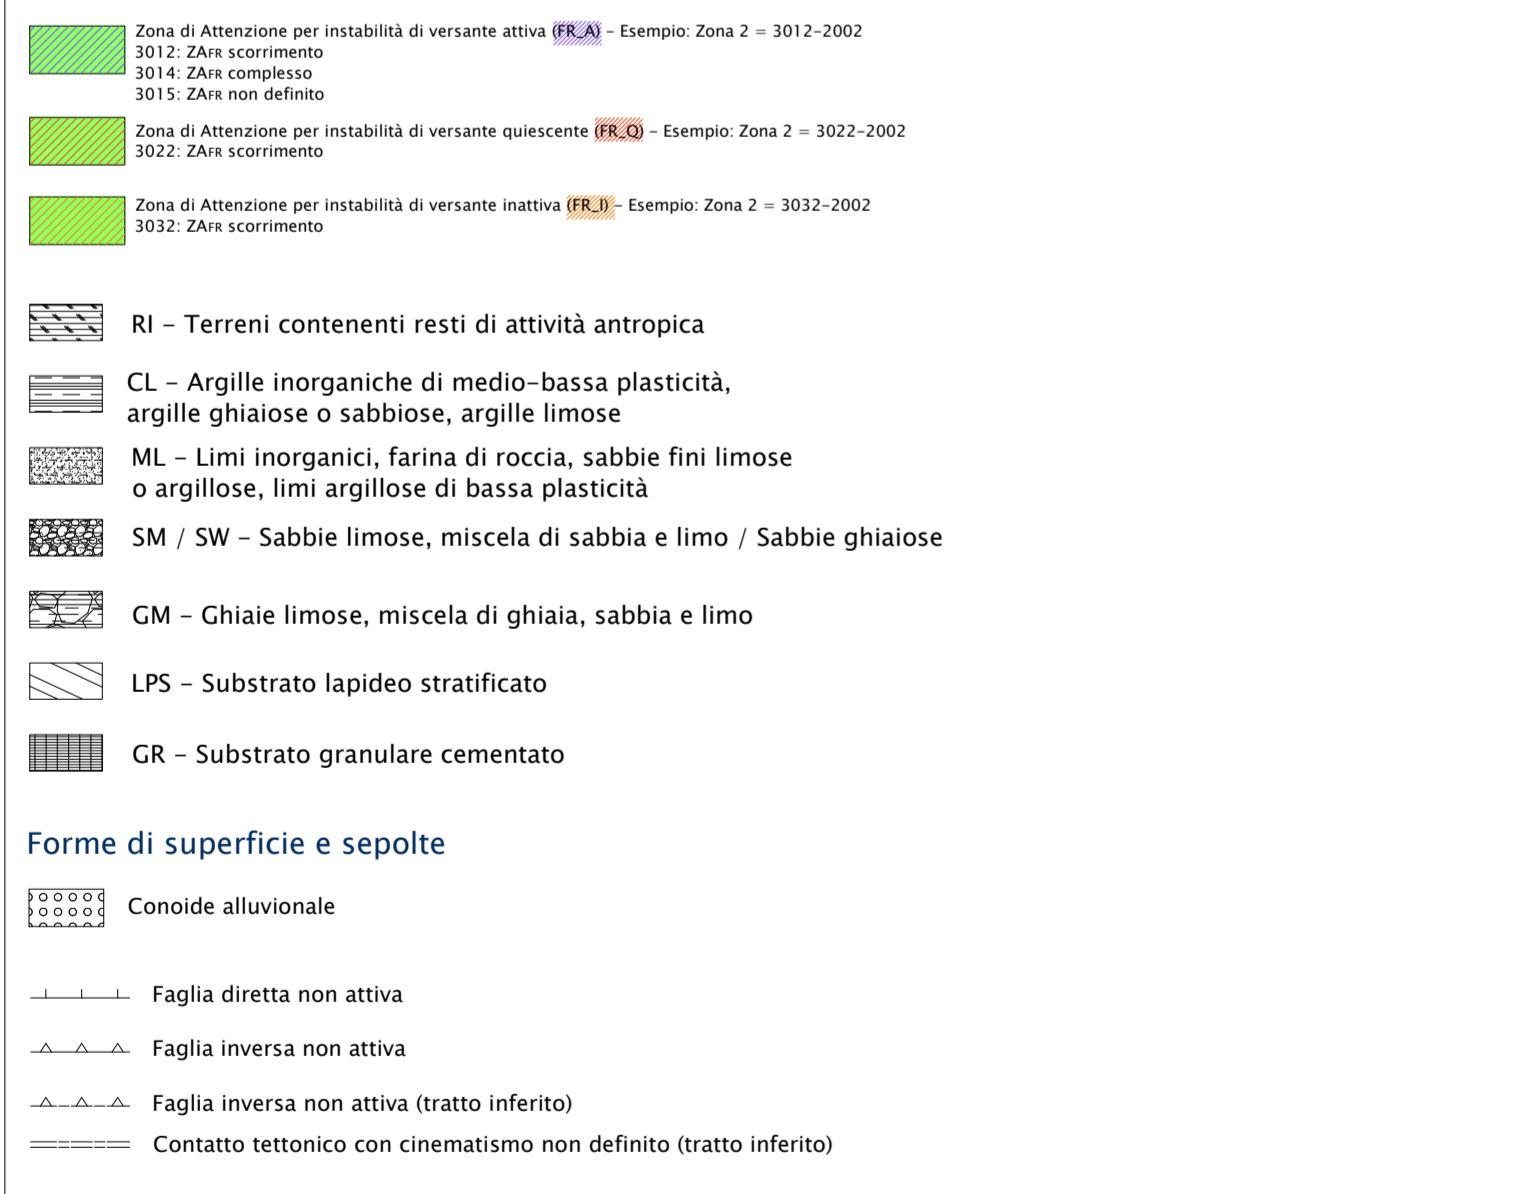 Zona di Attenzione per instabilità di versante attiva (FR_A) – Esempio: Zona 2 = 3012–2002
3012: ZAFR scorrimento
3014: ZAFR complesso
3015: ZAFR non definito
Zona di Attenzione per instabilità di versante quiescente (FR_Q) – Esempio: Zona 2 = 3022–2002
3022: ZAFR scorrimento
Zona di Attenzione per instabilità di versante inattiva (FR_I) – Esempio: Zona 2 = 3032–2002
3032: ZAFR scorrimento
RI – Terreni contenenti resti di attività antropica
CL – Argille inorganiche di medio–bassa plasticità,
argille ghiaiose o sabbiose, argille limose
ML – Limi inorganici, farina di roccia, sabbie fini limose
o argillose, limi argillose di bassa plasticità
SM / SW – Sabbie limose, miscela di sabbia e limo / Sabbie ghiaiose
GM – Ghiaie limose, miscela di ghiaia, sabbia e limo
LPS – Substrato lapideo stratificato
GR – Substrato granulare cementato
Forme di superficie e sepolte
Conoide alluvionale
Faglia diretta non attiva
Faglia inversa non attiva
Faglia inversa non attiva (tratto inferito)
Contatto tettonico con cinematismo non definito (tratto inferito)